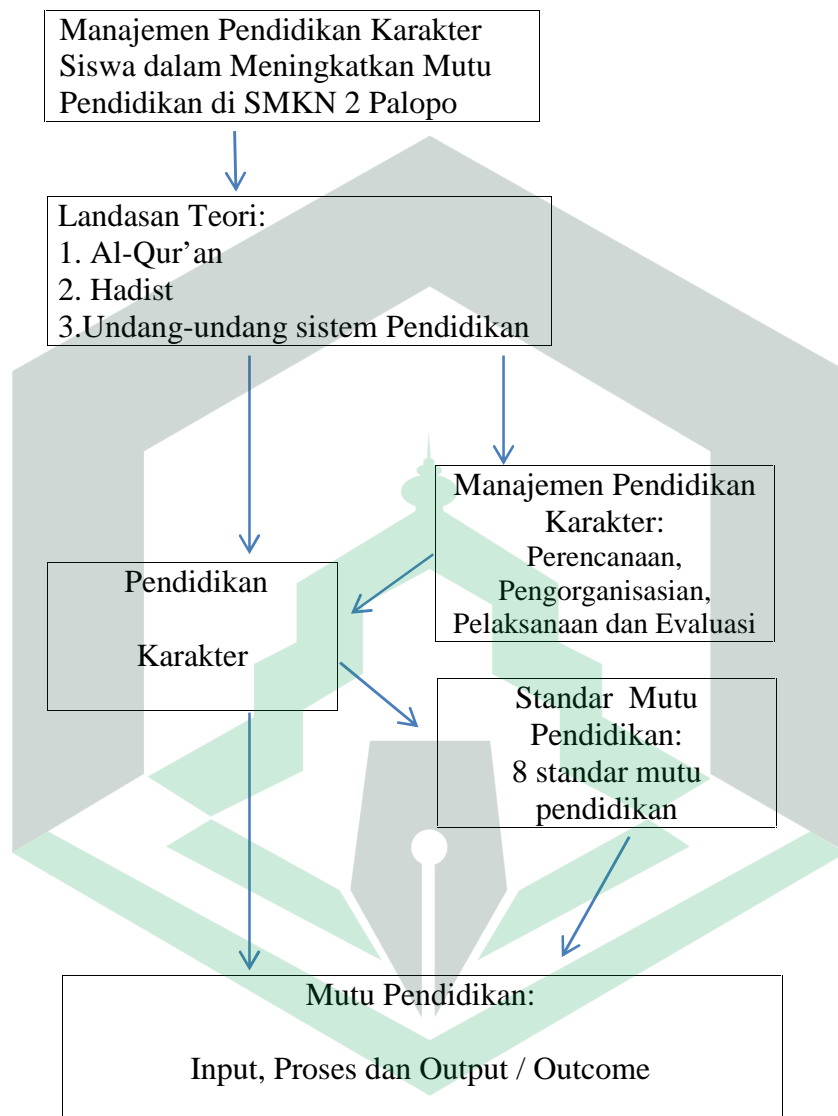 Manajemen Pendidikan Karakter
Siswa dalam Meningkatkan Mutu
Pendidikan di SMKN 2 Palopo
Landasan Teori:
1. Al-Qur’an
2. Hadist
3.Undang-undang sistem Pendidikan
Manajemen Pendidikan
Karakter:
Perencanaan,
Pengorganisasian,
Pelaksanaan dan Evaluasi
Pendidikan
Karakter
Standar Mutu
Pendidikan:
8 standar mutu
pendidikan
Mutu Pendidikan:
Input, Proses dan Output / Outcome